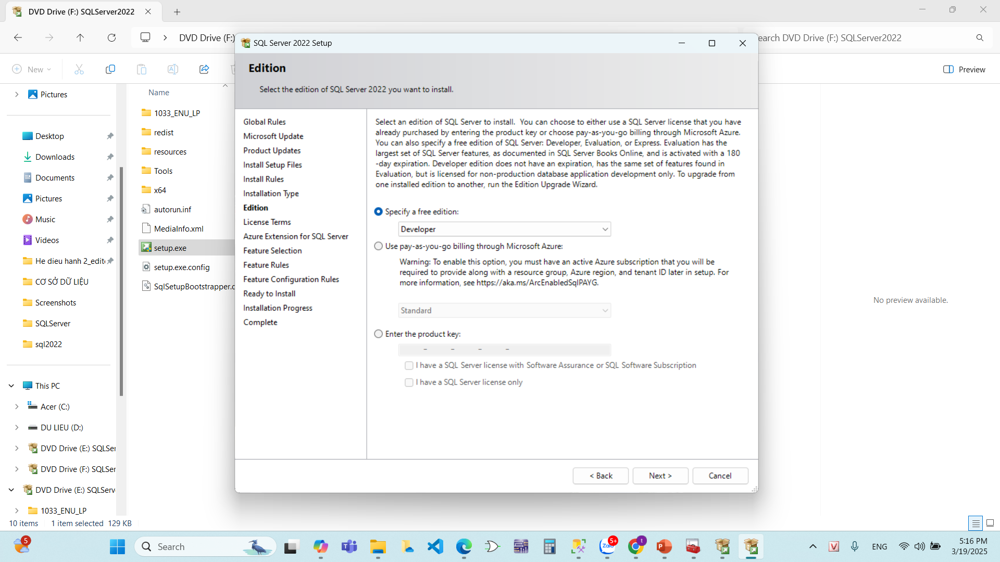 DVD Drive (F:) SQLServer2022
DVD Drive (F:)
earch DVD Drive (F:) SQLServer2022
New
Preview
Pictures
Desktop
Downloads
Documents
Pictures
Music
Videos
He dieu hanh 2_edit
CƠ SỞ DỮ LIỆU
Screenshots
SQLServer
sql2022
This PC
Acer (C:)
DU LIEU (D:)
DVD Drive (E:) SQLSer
DVD Drive (F:) SQLSer
DVD Drive (E:) SQLServ
1033_ENU_LP
Name
1033_ENU_LP
redist
resources
Tools
x64
autorun.inf
MediaInfo.xml
setup.exe
setup.exe.config
SqlSetupBootstrapper.c
SQL Server 2022 Setup
Edition
Select the edition of SQL Server 2022 you want to install.
Global Rules
Microsoft Update
Product Updates
Install Setup Files
Install Rules
Installation Type
Edition
License Terms
Azure Extension for SQL Server
Feature Selection
Feature Rules
Feature Configuration Rules
Ready to Install
Installation Progress
Complete
Select an edition of SQL Server to install.  You can choose to either use a SQL Server license that you have
already purchased by entering the product key or choose pay-as-you-go billing through Microsoft Azure.
You can also specify a free edition of SQL Server: Developer, Evaluation, or Express. Evaluation has the
largest set of SQL Server features, as documented in SQL Server Books Online, and is activated with a 180
-day expiration. Developer edition does not have an expiration, has the same set of features found in
Evaluation, but is licensed for non-production database application development only. To upgrade from
one installed edition to another, run the Edition Upgrade Wizard.
Specify a free edition:
Developer
Use pay-as-you-go billing through Microsoft Azure:
Warning: To enable this option, you must have an active Azure subscription that you will be
required to provide along with a resource group, Azure region, and tenant ID later in setup. For
more information, see https://aka.ms/ArcEnabledSqlPAYG.
Standard
Enter the product key:
- - - -
I have a SQL Server license with Software Assurance or SQL Software Subscription
I have a SQL Server license only
< Back
Next >
Cancel
No preview available.
10 items
1 item selected
129 KB
5
Search
Zalo
5+
t
ENG
5:16 PM
3/19/2025